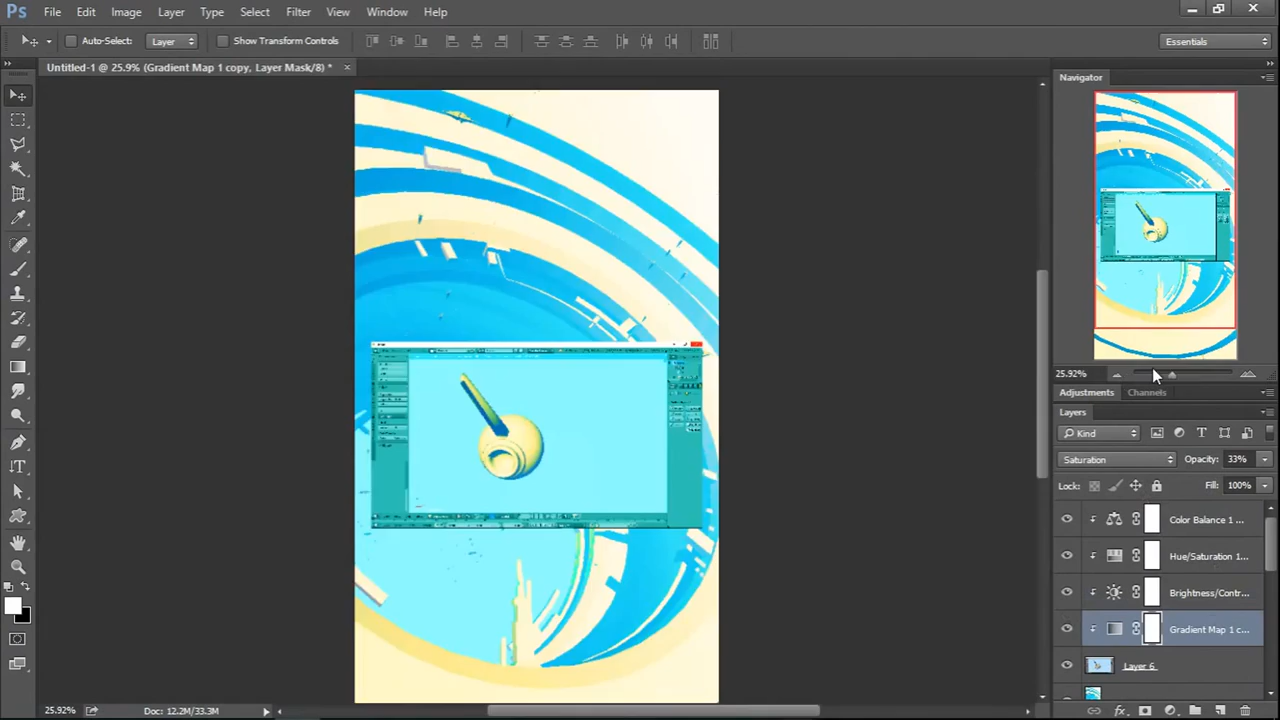 Ps File Edit Image Layer Type Select Filter View Window Help
Auto-Select: Layer Show Transform Controls Essentials
Untitled-1 @ 25.9% (Gradient Map 1 copy, Layer Mask/8) *
Navigator
25.92%
Adjustments Channels
Layers
Kind
Saturation Opacity: 33%
Lock: Fill: 100%
Color Balance 1 ...
Hue/Saturation 1...
Brightness/Contr...
Gradient Map 1 c...
Layer 6
25.92% Doc: 12.2M/33.3M